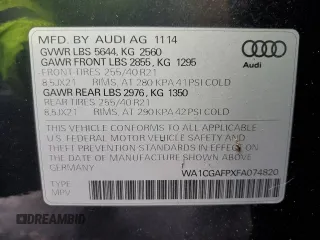 MFD. BY AUDI AG 11 14
GVWR LBS 5644, KG 2560
GAWR FRONT LBS 2855, KG 1295
FRONT-TIRES 255/40 R21
8.5JX21 RIMS, AT 280 KPA 41 PSI COLD
GAWR REAR LBS 2976, KG 1350
REAR TIRES 255/40 R21
8.5JX21 RIMS, AT 290 KPA 42 PSI COLD
THIS VEHICLE CONFORMS TO ALL APPLICABLE
FEDERAL MOTOR VEHICLE SAFETY AND
THEFT PREVENTION STANDARDS IN EFFECT ON
THE DATE OF MANUFACTURE SHOWN ABOVE.
GERMANY
WA1CGAFPXFA074820
TYPE:
MPV
Audi
DREAMBID